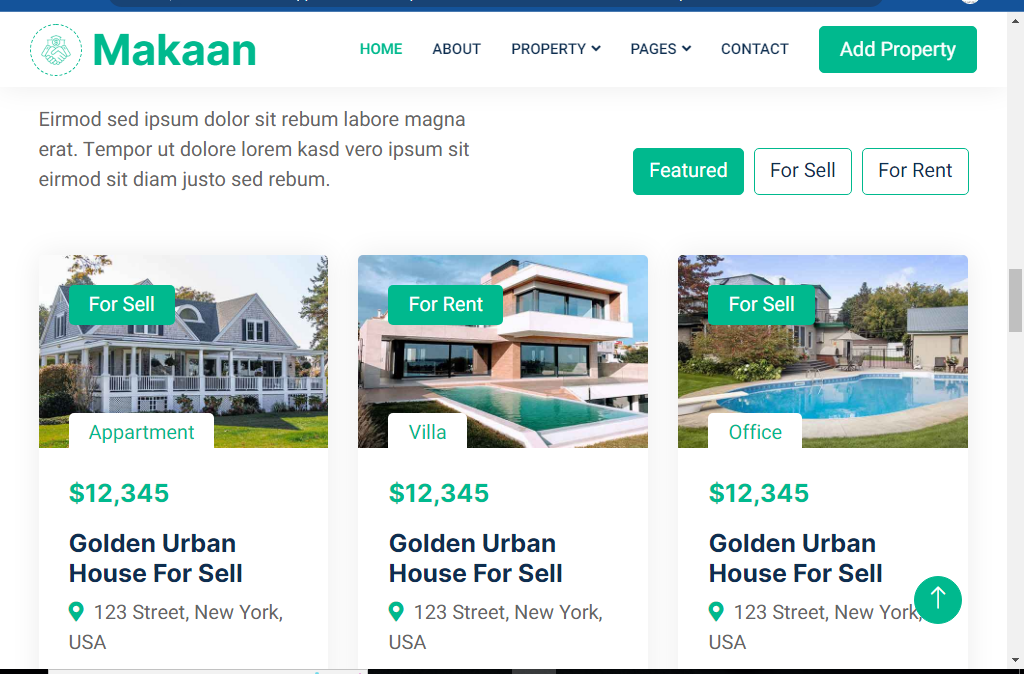 Makaan
HOME ABOUT PROPERTY PAGES CONTACT Add Property
Eirmod sed ipsum dolor sit rebum labore magna
erat. Tempor ut dolore lorem kasd vero ipsum sit
eirmod sit diam justo sed rebum.
Featured For Sell For Rent
For Sell
Appartment
$12,345
Golden Urban
House For Sell
123 Street, New York,
USA
For Rent
Villa
$12,345
Golden Urban
House For Sell
123 Street, New York,
USA
For Sell
Office
$12,345
Golden Urban
House For Sell
123 Street, New York,
USA